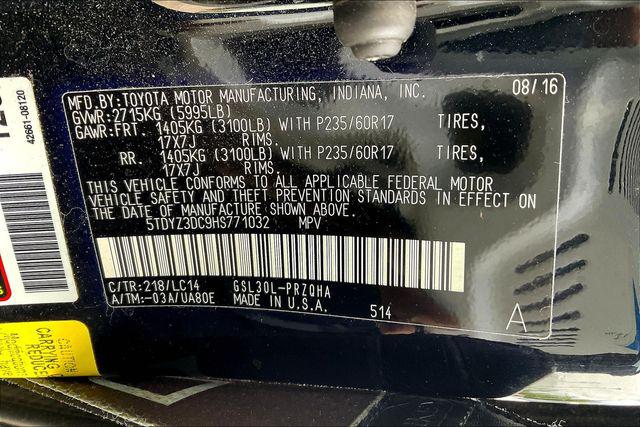 MFD.BY:TOYOTA MOTOR MANUFACTURING, INDIANA, INC. 08/16
GVWR:2715KG (5995LB)
GAWR:FRT. 1405KG (3100LB) WITH P235/60R17 TIRES,
17X7J RIMS.
RR. 1405KG (3100LB) WITH P235/60R17 TIRES,
17X7J RIMS.
THIS VEHICLE CONFORMS TO ALL APPLICABLE FEDERAL MOTOR
VEHICLE SAFETY AND THEFT PREVENTION STANDARDS IN EFFECT ON
THE DATE OF MANUFACTURE SHOWN ABOVE.
5TDYZ3DC9HS771032 MPV
C/TR:218/LC14 GSL30L-PRZQHA
A/TM:-03A/UA80E MADE IN U.S.A. 514
A
42661-08120
CARRYING
REDUCE